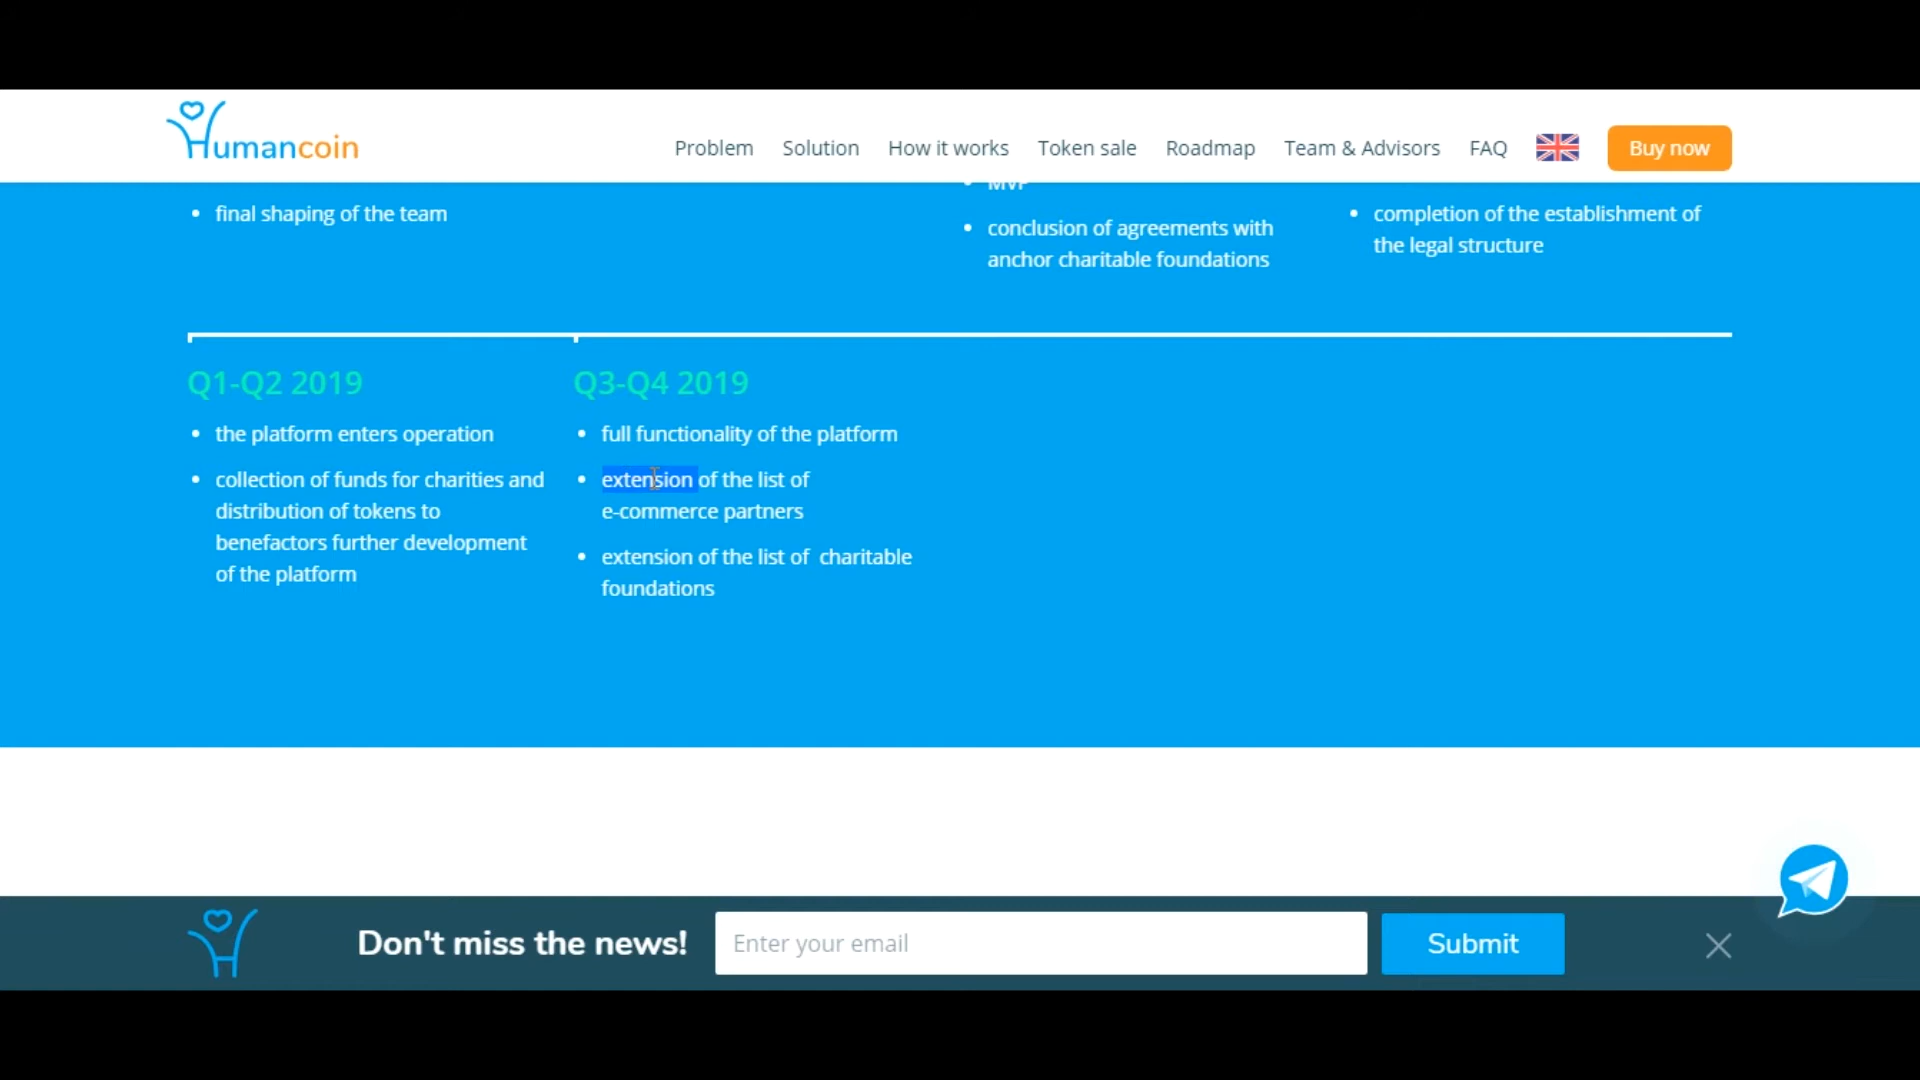 Humancoin
Problem Solution How it works Token sale Roadmap Team & Advisors FAQ Buy now
MVP
final shaping of the team
conclusion of agreements with
anchor charitable foundations
completion of the establishment of
the legal structure
Q1-Q2 2019
the platform enters operation
collection of funds for charities and
distribution of tokens to
benefactors further development
of the platform
Q3-Q4 2019
full functionality of the platform
extension of the list of
e-commerce partners
extension of the list of charitable
foundations
Don't miss the news! Enter your email Submit